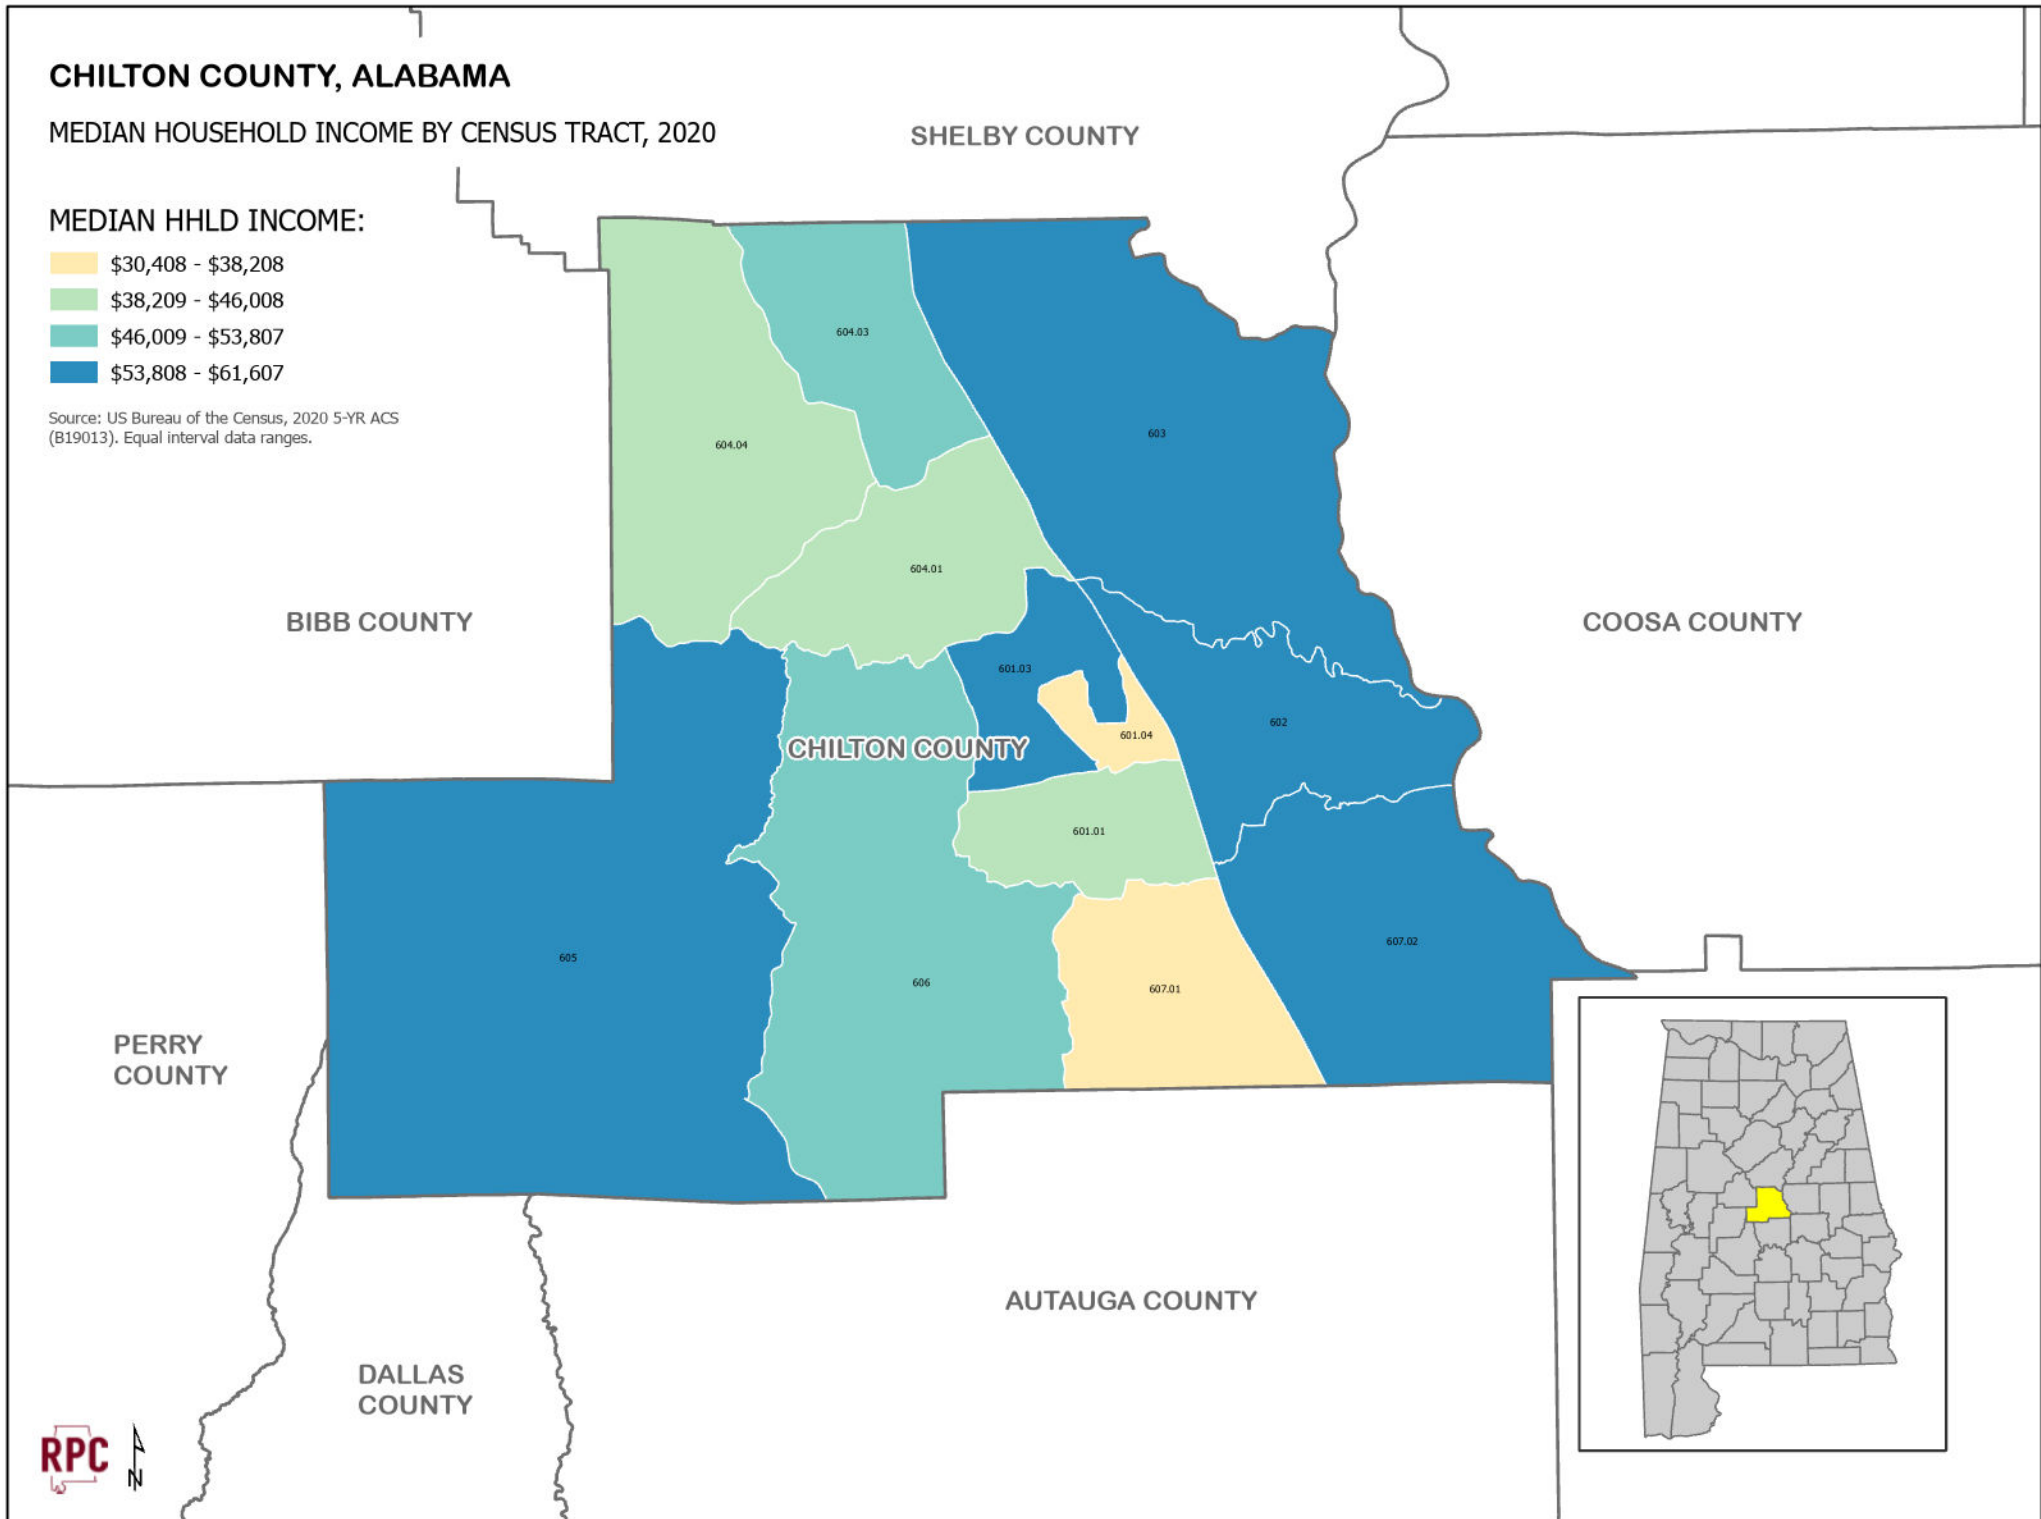 CHILTON COUNTY, ALABAMA
MEDIAN HOUSEHOLD INCOME BY CENSUS TRACT, 2020
MEDIAN HHLD INCOME:
$30,408 - $38,208
$38,209 - $46,008
$46,009 - $53,807
$53,808 - $61,607
Source: US Bureau of the Census, 2020 5-YR ACS
(B19013). Equal interval data ranges.
SHELBY COUNTY
604.03
603
604.04
604.01
BIBB COUNTY
COOSA COUNTY
601.03
602
601.04
CHILTON COUNTY
601.01
607.02
605
606
607.01
PERRY
COUNTY
AUTAUGA COUNTY
DALLAS
COUNTY
RPC
N